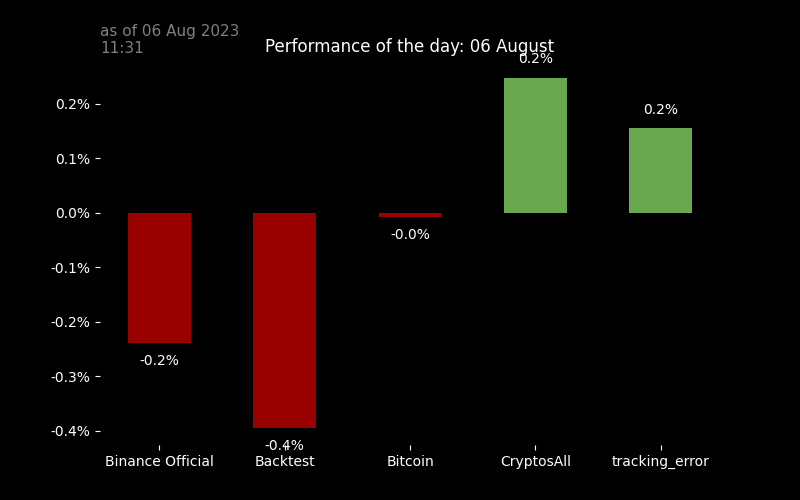 as of 06 Aug 2023
11:31
Performance of the day: 06 August
0.2%
0.2%
0.2%
0.1%
0.0%
-0.0%
-0.1%
-0.2%
-0.2%
-0.3%
-0.4%
-0.4%
Binance Official
Backtest
Bitcoin
CryptosAll
tracking_error